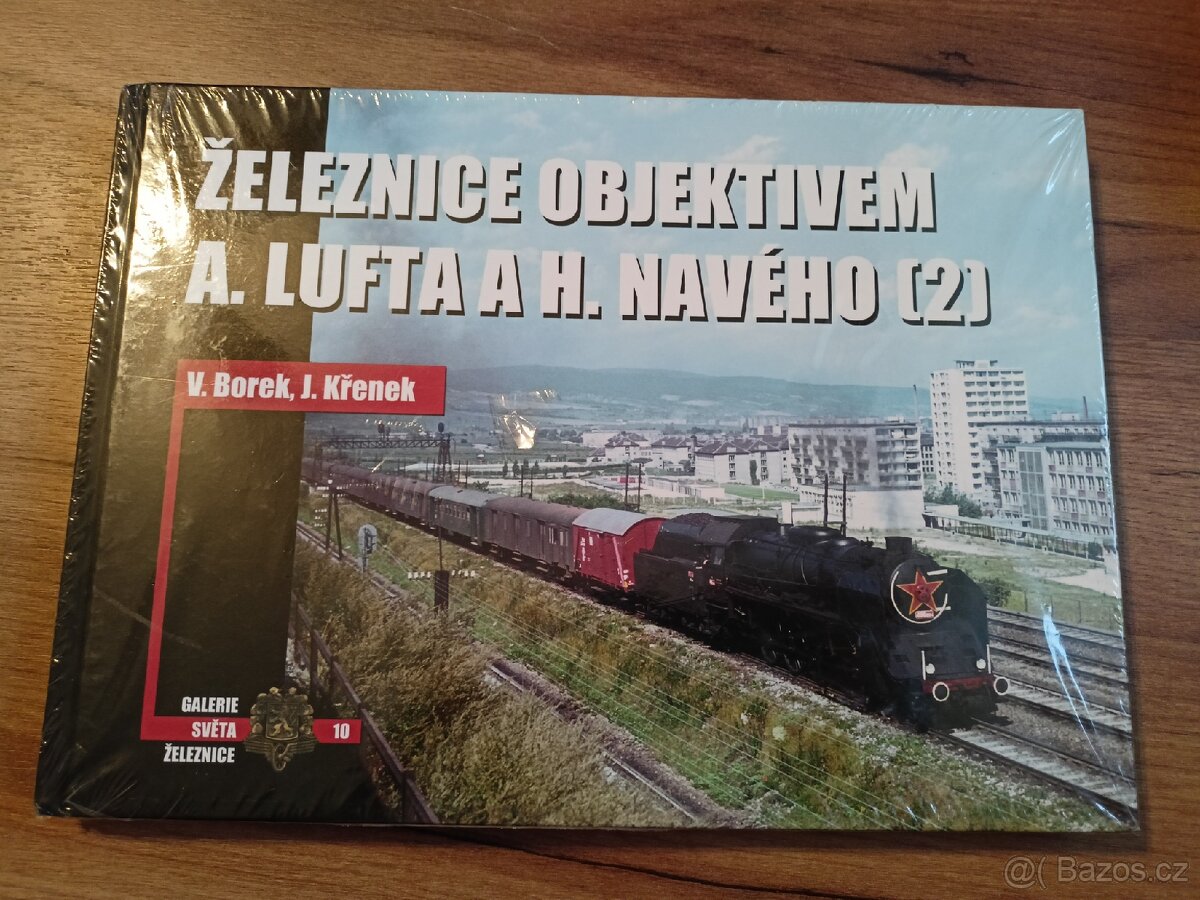 ŽELEZNICE OBJEKTIVEM
A. LUFTA A H. NAVÉHO (2)
V. Borek, J. Křenek
GALERIE
SVĚTA 10
ŽELEZNICE
@( Bazos.cz